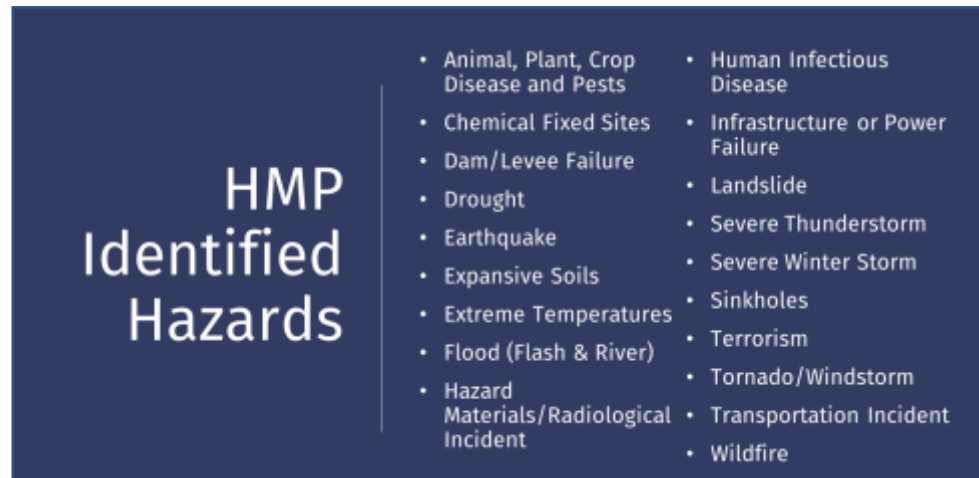 HMP
Identified
Hazards
• Animal, Plant, Crop
Disease and Pests
• Chemical Fixed Sites
• Dam/Levee Failure
• Drought
• Earthquake
• Expansive Soils
• Extreme Temperatures
• Flood (Flash & River)
• Hazard
Materials/Radiological
Incident
• Human Infectious
Disease
• Infrastructure or Power
Failure
• Landslide
• Severe Thunderstorm
• Severe Winter Storm
• Sinkholes
• Terrorism
• Tornado/Windstorm
• Transportation Incident
• Wildfire